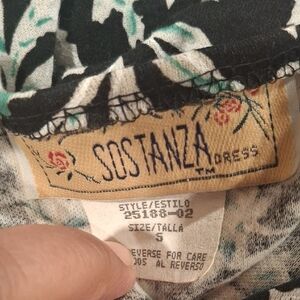 SOSTANZA DRESS
TM
STYLE/ESTILO
25188-02
SIZE/TALLA
S
REVERSE FOR CARE
AL REVERSO